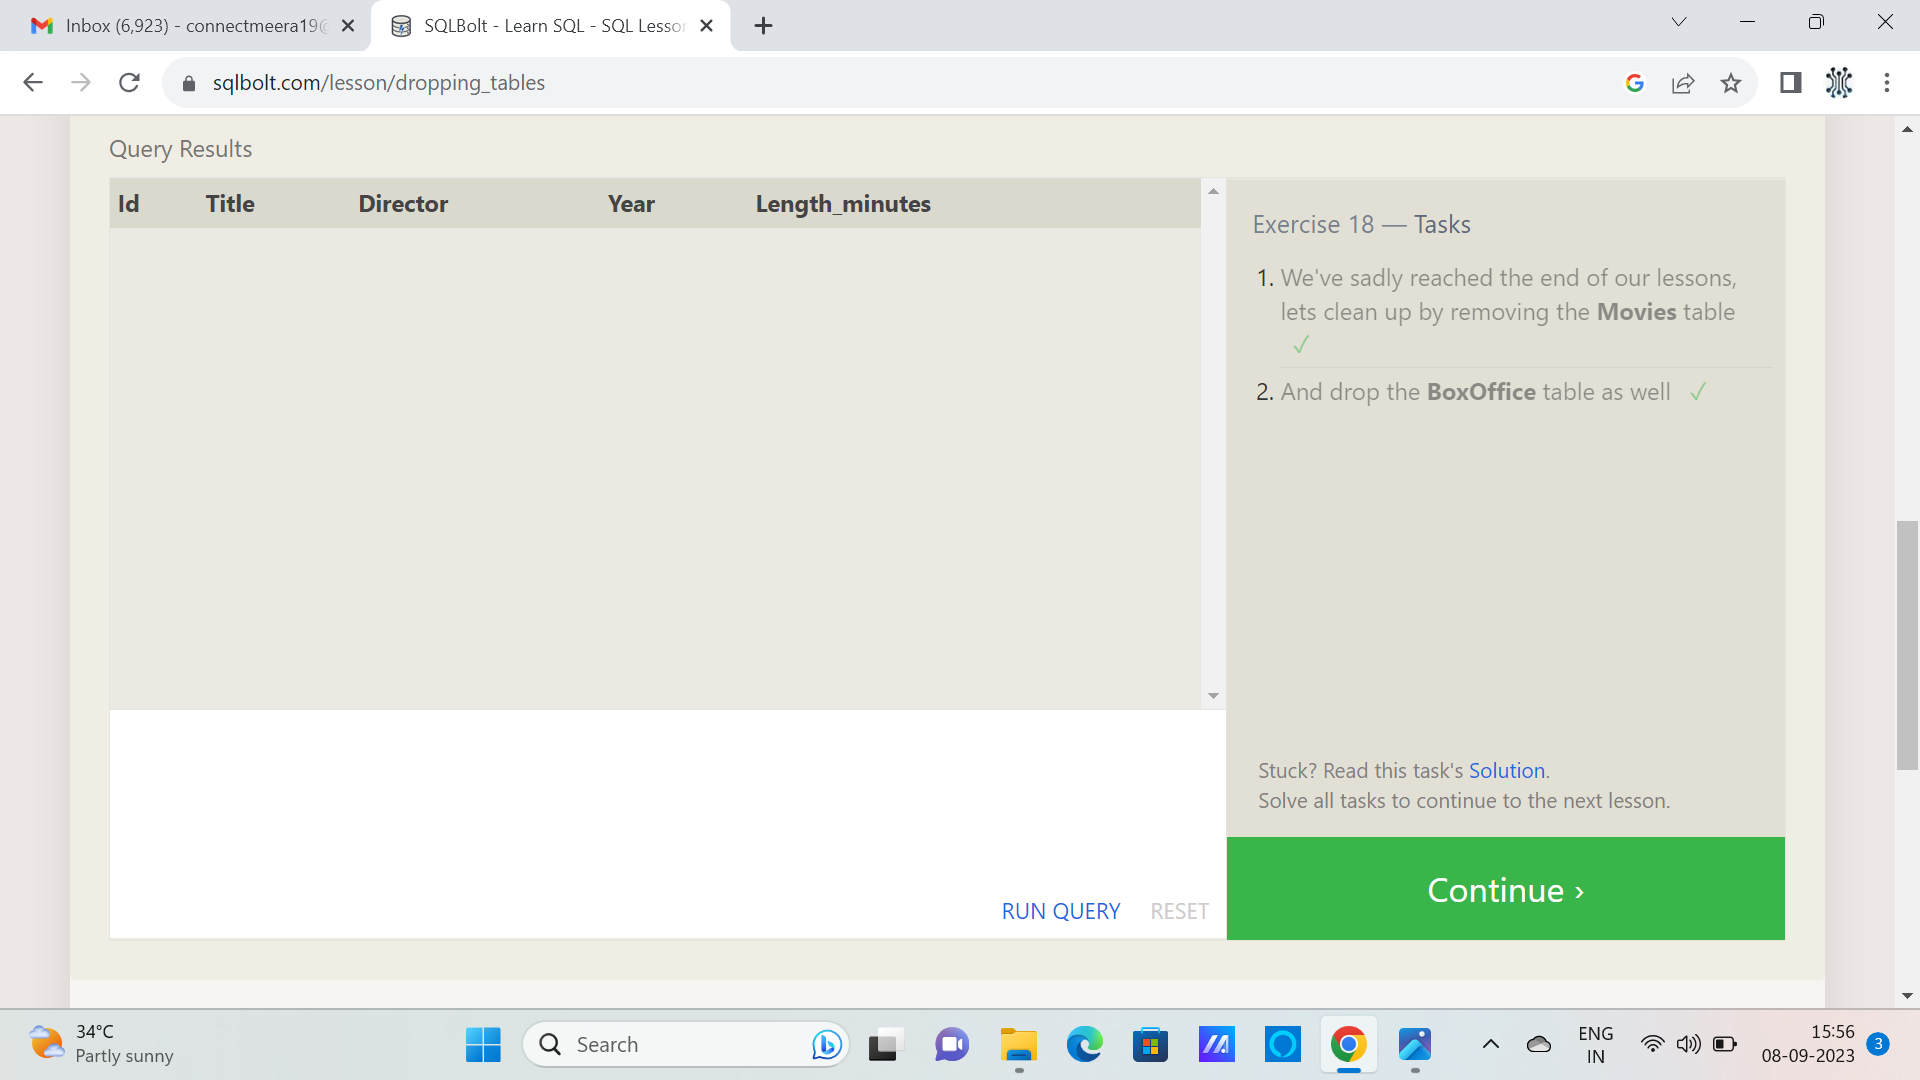 Inbox (6,923) - connectmeera19@
SQLBolt - Learn SQL - SQL Lesson
sqlbolt.com/lesson/dropping_tables
Query Results
Id Title Director Year Length_minutes
Exercise 18 — Tasks
1. We've sadly reached the end of our lessons,
lets clean up by removing the Movies table
✓
2. And drop the BoxOffice table as well ✓
Stuck? Read this task's Solution.
Solve all tasks to continue to the next lesson.
RUN QUERY RESET
Continue ›
34°C
Partly sunny
Search
ENG
IN
15:56
08-09-2023
3